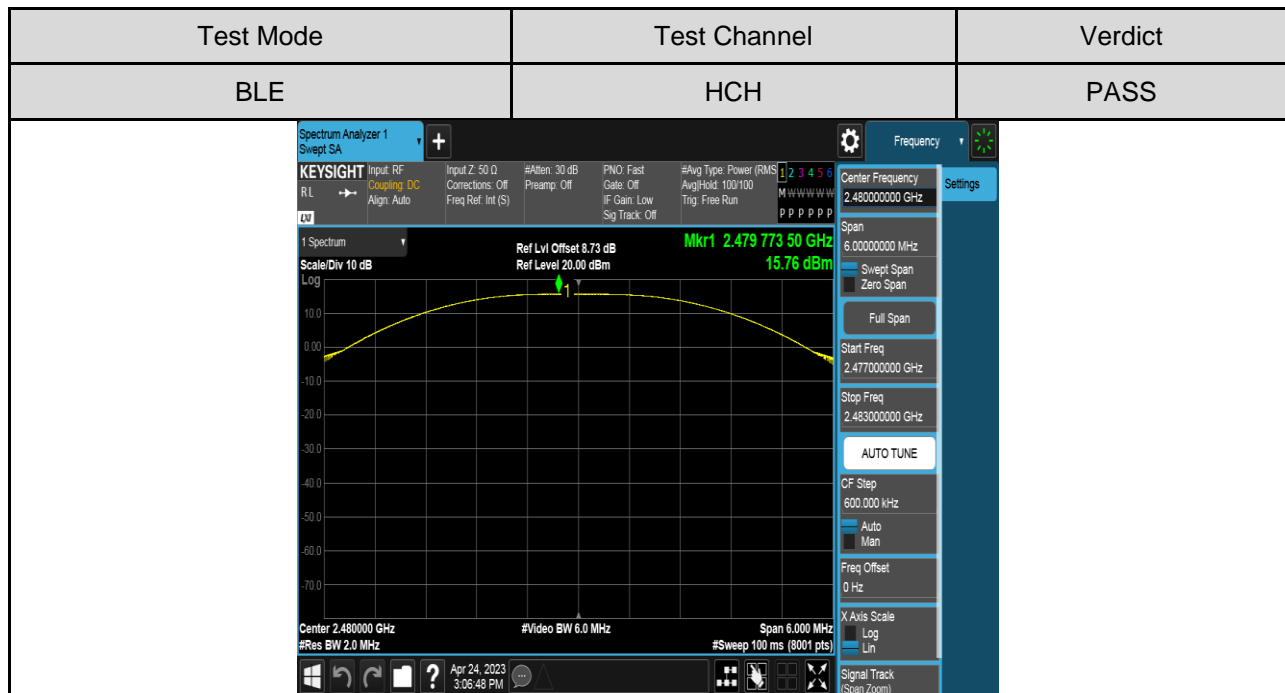 Test Mode Test Channel Verdict
BLE HCH PASS
Spectrum Analyzer 1
Swept SA
+
Frequency
KEYSIGHT
RL
LXI
Input: RF
Coupling: DC
Align: Auto
Input Z: 50 Ω
Corrections: Off
Freq Ref: Int (S)
#Atten: 30 dB
Preamp: Off
PNO: Fast
Gate: Off
IF Gain: Low
Sig Track: Off
#Avg Type: Power (RMS
Avg|Hold: 100/100
Trig: Free Run
1 2 3 4 5 6
M W W W W W
P P P P P P
1 Spectrum
Scale/Div 10 dB
Ref Lvl Offset 8.73 dB
Ref Level 20.00 dBm
Mkr1 2.479 773 50 GHz
15.76 dBm
Log
1
10.0
0.00
-10.0
-20.0
-30.0
-40.0
-50.0
-60.0
-70.0
Center 2.480000 GHz
#Res BW 2.0 MHz
#Video BW 6.0 MHz
Span 6.000 MHz
#Sweep 100 ms (8001 pts)
?
Apr 24, 2023
3:06:48 PM
Settings
Center Frequency
2.480000000 GHz
Span
6.00000000 MHz
Swept Span
Zero Span
Full Span
Start Freq
2.477000000 GHz
Stop Freq
2.483000000 GHz
AUTO TUNE
CF Step
600.000 kHz
Auto
Man
Freq Offset
0 Hz
X Axis Scale
Log
Lin
Signal Track
(Span Zoom)